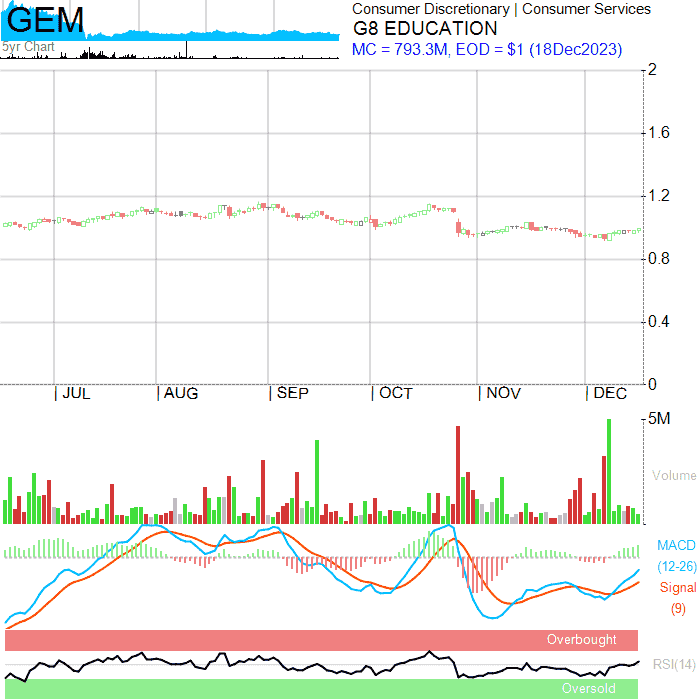 GEM
5yr Chart
Consumer Discretionary | Consumer Services
G8 EDUCATION
MC = 793.3M, EOD = $1 (18Dec2023)
2
1.6
1.2
0.8
0.4
0
JUL
AUG
SEP
OCT
NOV
DEC
5M
Volume
MACD
(12-26)
Signal
(9)
Overbought
RSI(14)
Oversold